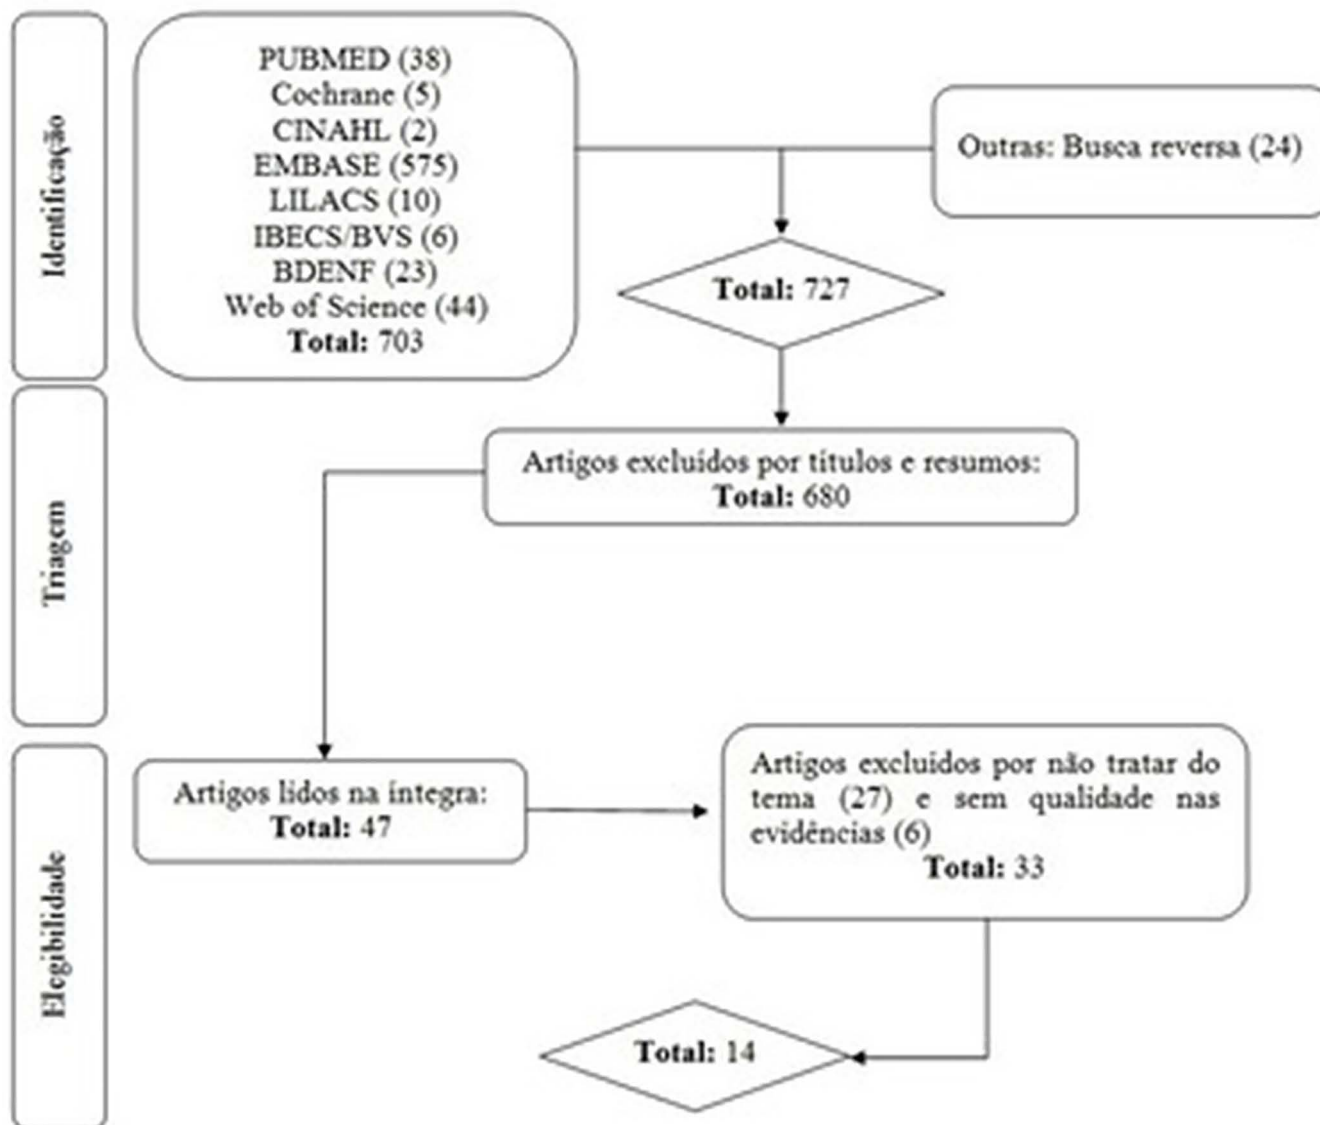 Identificação
PUBMED (38)
Cochrane (5)
CINAHL (2)
EMBASE (575)
LILACS (10)
IBECS/BVS (6)
BDENF (23)
Web of Science (44)
Total: 703
Outras: Busca reversa (24)
Total: 727
Triagem
Artigos excluídos por títulos e resumos:
Total: 680
Elegibilidade
Artigos lidos na íntegra:
Total: 47
Artigos excluídos por não tratar do
tema (27) e sem qualidade nas
evidências (6)
Total: 33
Total: 14